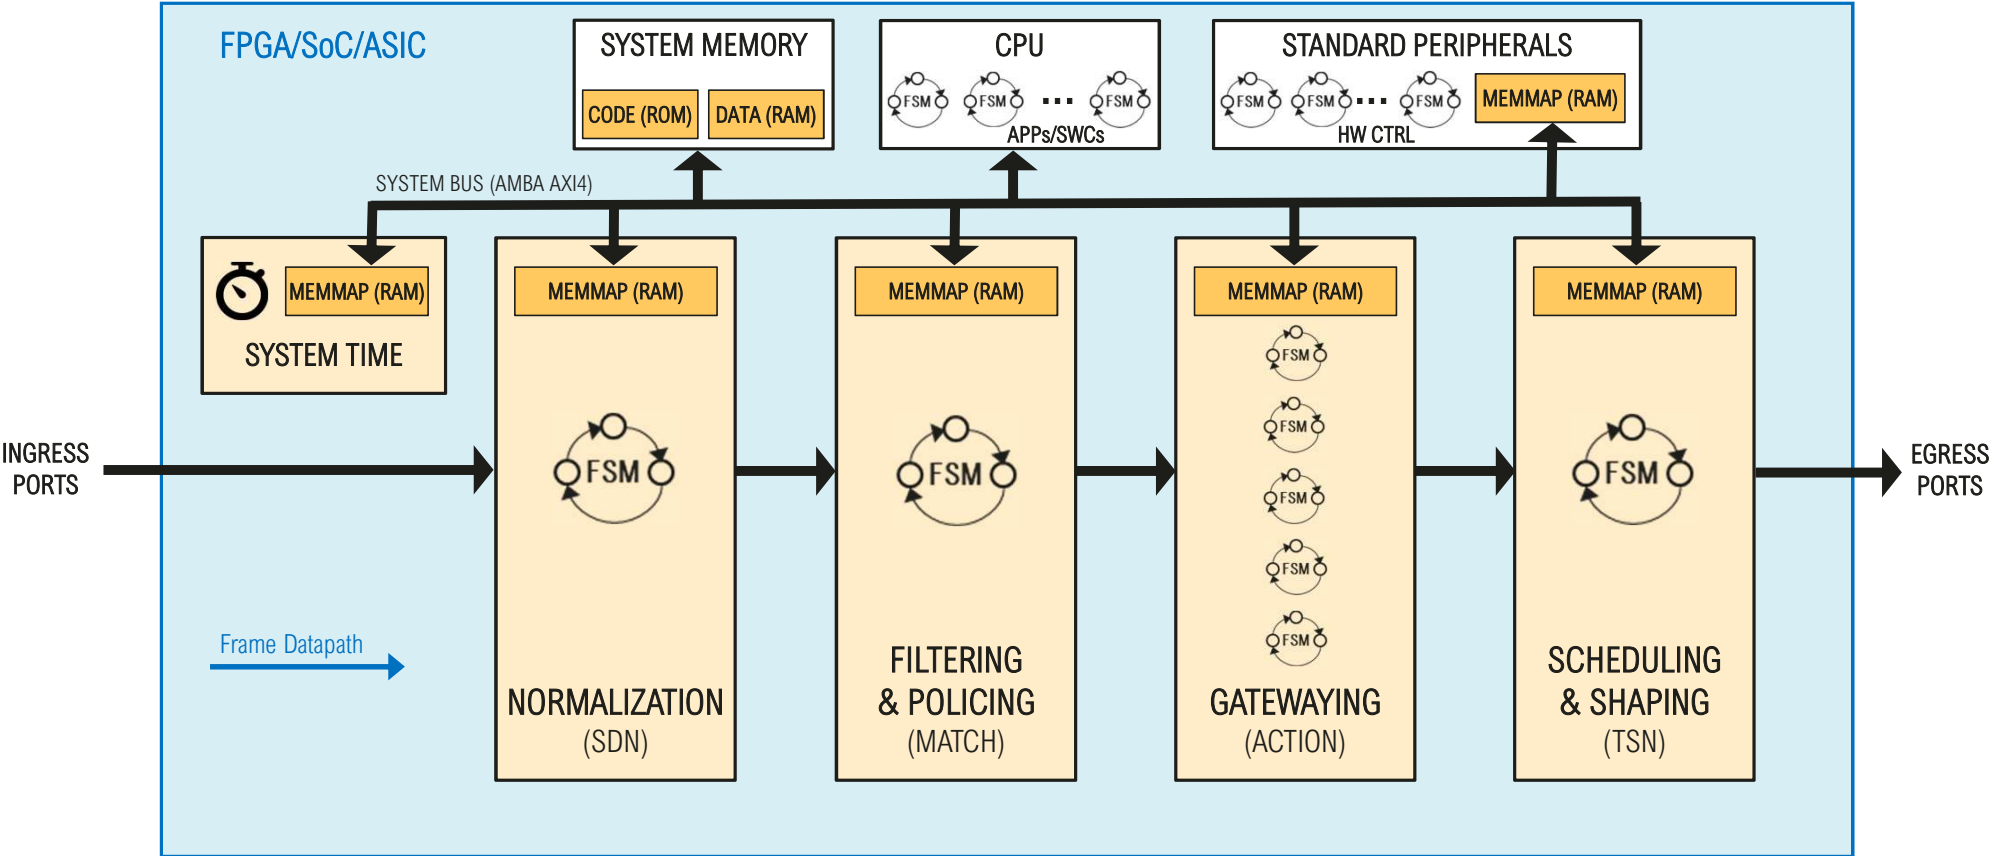 FPGA/SoC/ASIC
SYSTEM MEMORY
CODE (ROM)
DATA (RAM)
CPU
FSM
FSM
...
FSM
APPs/SWCs
STANDARD PERIPHERALS
FSM
FSM
...
FSM
HW CTRL
MEMMAP (RAM)
SYSTEM BUS (AMBA AXI4)
MEMMAP (RAM)
SYSTEM TIME
MEMMAP (RAM)
FSM
NORMALIZATION
(SDN)
MEMMAP (RAM)
FSM
FILTERING
& POLICING
(MATCH)
MEMMAP (RAM)
FSM
FSM
FSM
FSM
FSM
GATEWAYING
(ACTION)
MEMMAP (RAM)
FSM
SCHEDULING
& SHAPING
(TSN)
INGRESS
PORTS
EGRESS
PORTS
Frame Datapath